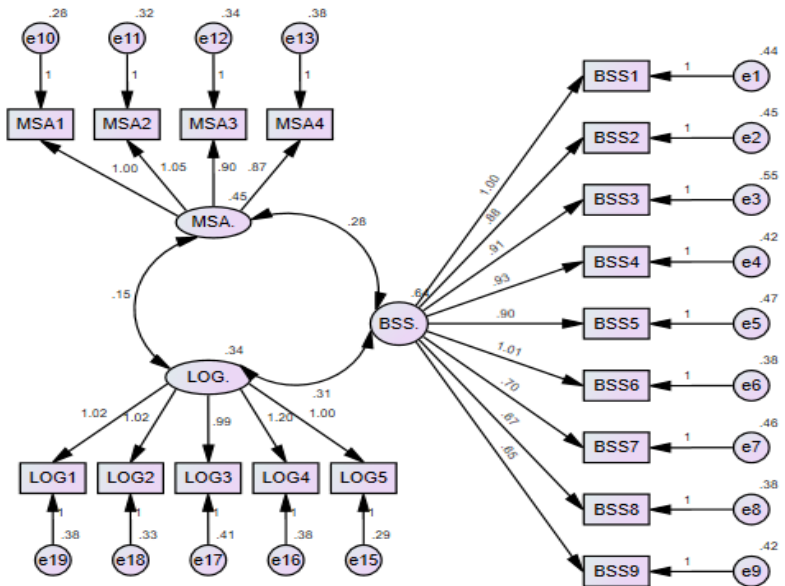 .28 .32 .34 .38
e10 e11 e12 e13
1 1 1 1
MSA1 MSA2 MSA3 MSA4
1.00 1.05 .90 .87
.45
MSA.
.28
.15
.64
BSS.
.34
LOG.
.31
1.02 1.02 .99 1.20 1.00
LOG1 LOG2 LOG3 LOG4 LOG5
1 1 1 1 1
.38 .33 .41 .38 .29
e19 e18 e17 e16 e15
.44
1.00 BSS1 1 e1
.45
.88 BSS2 1 e2
.55
.91 BSS3 1 e3
.42
.93 BSS4 1 e4
.47
.90 BSS5 1 e5
.38
1.01 BSS6 1 e6
.46
.70 BSS7 1 e7
.38
.67 BSS8 1 e8
.42
.65 BSS9 1 e9